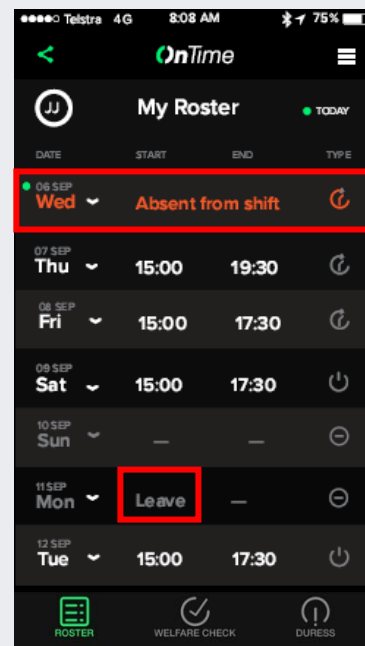 Telstra 4G 8:08 AM 75%
OnTime
JJ My Roster TODAY
DATE START END TYPE
06 SEP
Wed Absent from shift
07 SEP
Thu 15:00 19:30
08 SEP
Fri 15:00 17:30
09 SEP
Sat 15:00 17:30
10 SEP
Sun — —
11 SEP
Mon Leave —
12 SEP
Tue 15:00 17:30
ROSTER WELFARE CHECK DURESS